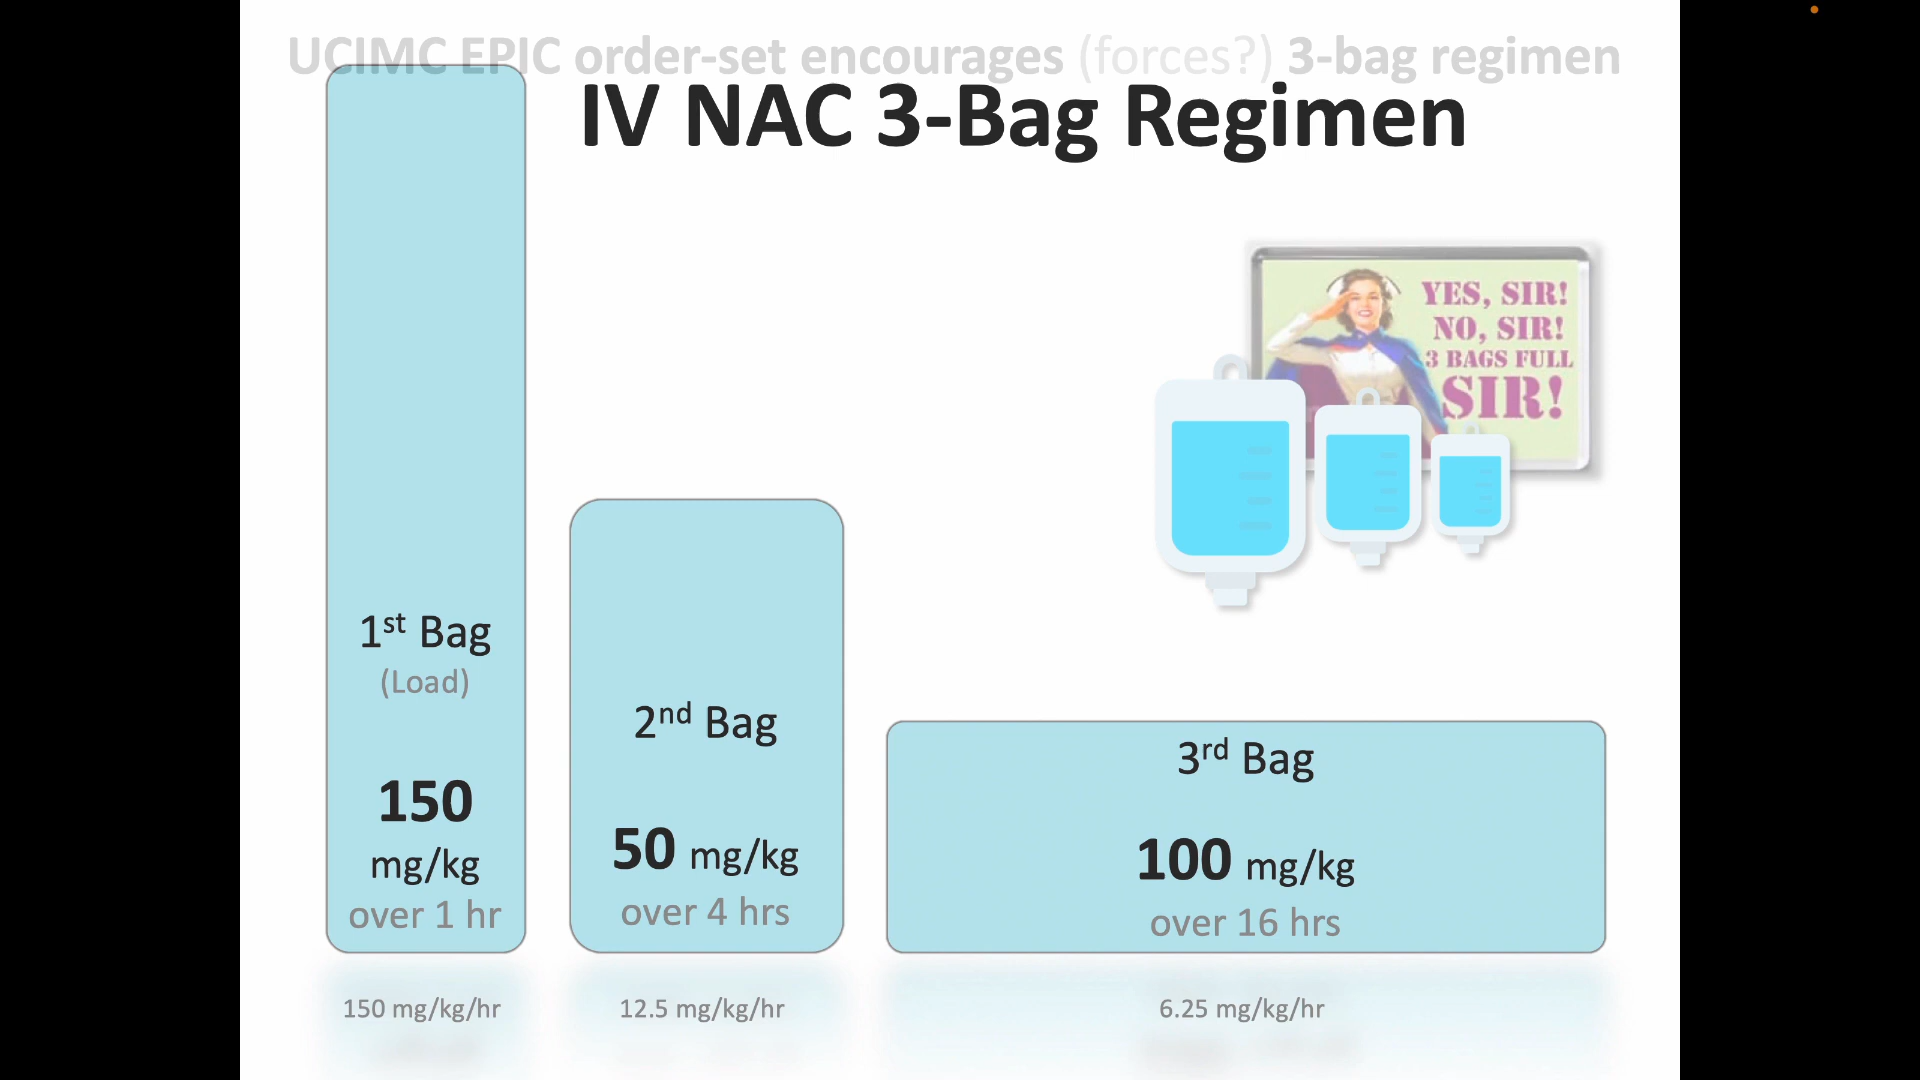 UCIMC EPIC order-set encourages (forces?) 3-bag regimen
IV NAC 3-Bag Regimen
YES, SIR!
NO, SIR!
3 BAGS FULL
SIR!
1st Bag
(Load)
150
mg/kg
over 1 hr
150 mg/kg/hr
2nd Bag
50 mg/kg
over 4 hrs
12.5 mg/kg/hr
3rd Bag
100 mg/kg
over 16 hrs
6.25 mg/kg/hr